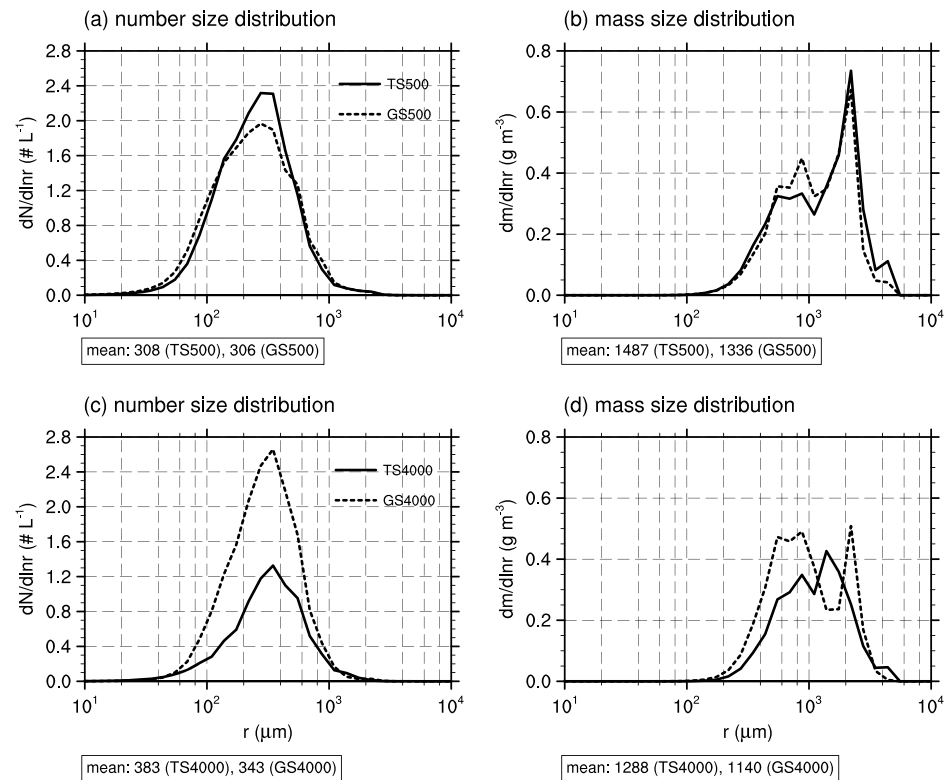 (a) number size distribution
2.8
2.4
2.0
1.6
1.2
0.8
0.4
0.0
dN/dlnr (# L⁻¹)
TS500
GS500
10¹ 10² 10³ 10⁴
mean: 308 (TS500), 306 (GS500)
(b) mass size distribution
0.8
0.6
0.4
0.2
0.0
dm/dlnr (g m⁻³)
10¹ 10² 10³ 10⁴
mean: 1487 (TS500), 1336 (GS500)
(c) number size distribution
2.8
2.4
2.0
1.6
1.2
0.8
0.4
0.0
dN/dlnr (# L⁻¹)
TS4000
GS4000
10¹ 10² 10³ 10⁴
r (μm)
mean: 383 (TS4000), 343 (GS4000)
(d) mass size distribution
0.8
0.6
0.4
0.2
0.0
dm/dlnr (g m⁻³)
10¹ 10² 10³ 10⁴
r (μm)
mean: 1288 (TS4000), 1140 (GS4000)